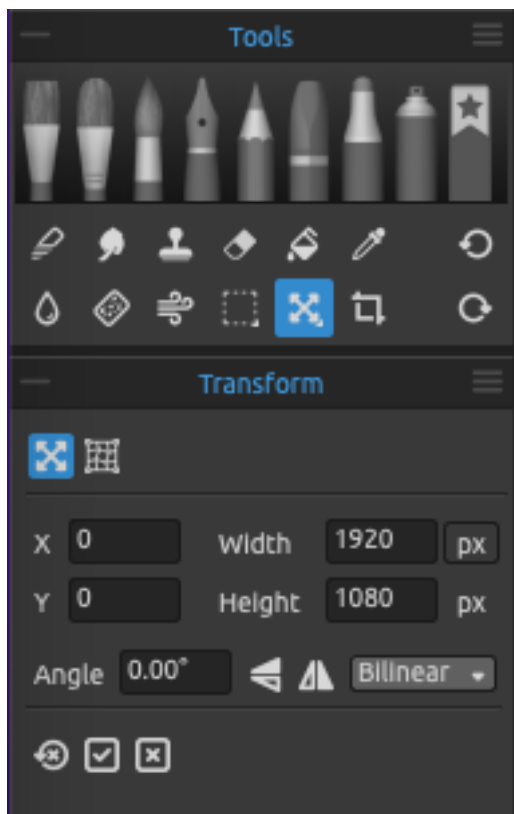 Tools
Transform
X 0 Width 1920 px
Y 0 Height 1080 px
Angle 0.00° Bilinear